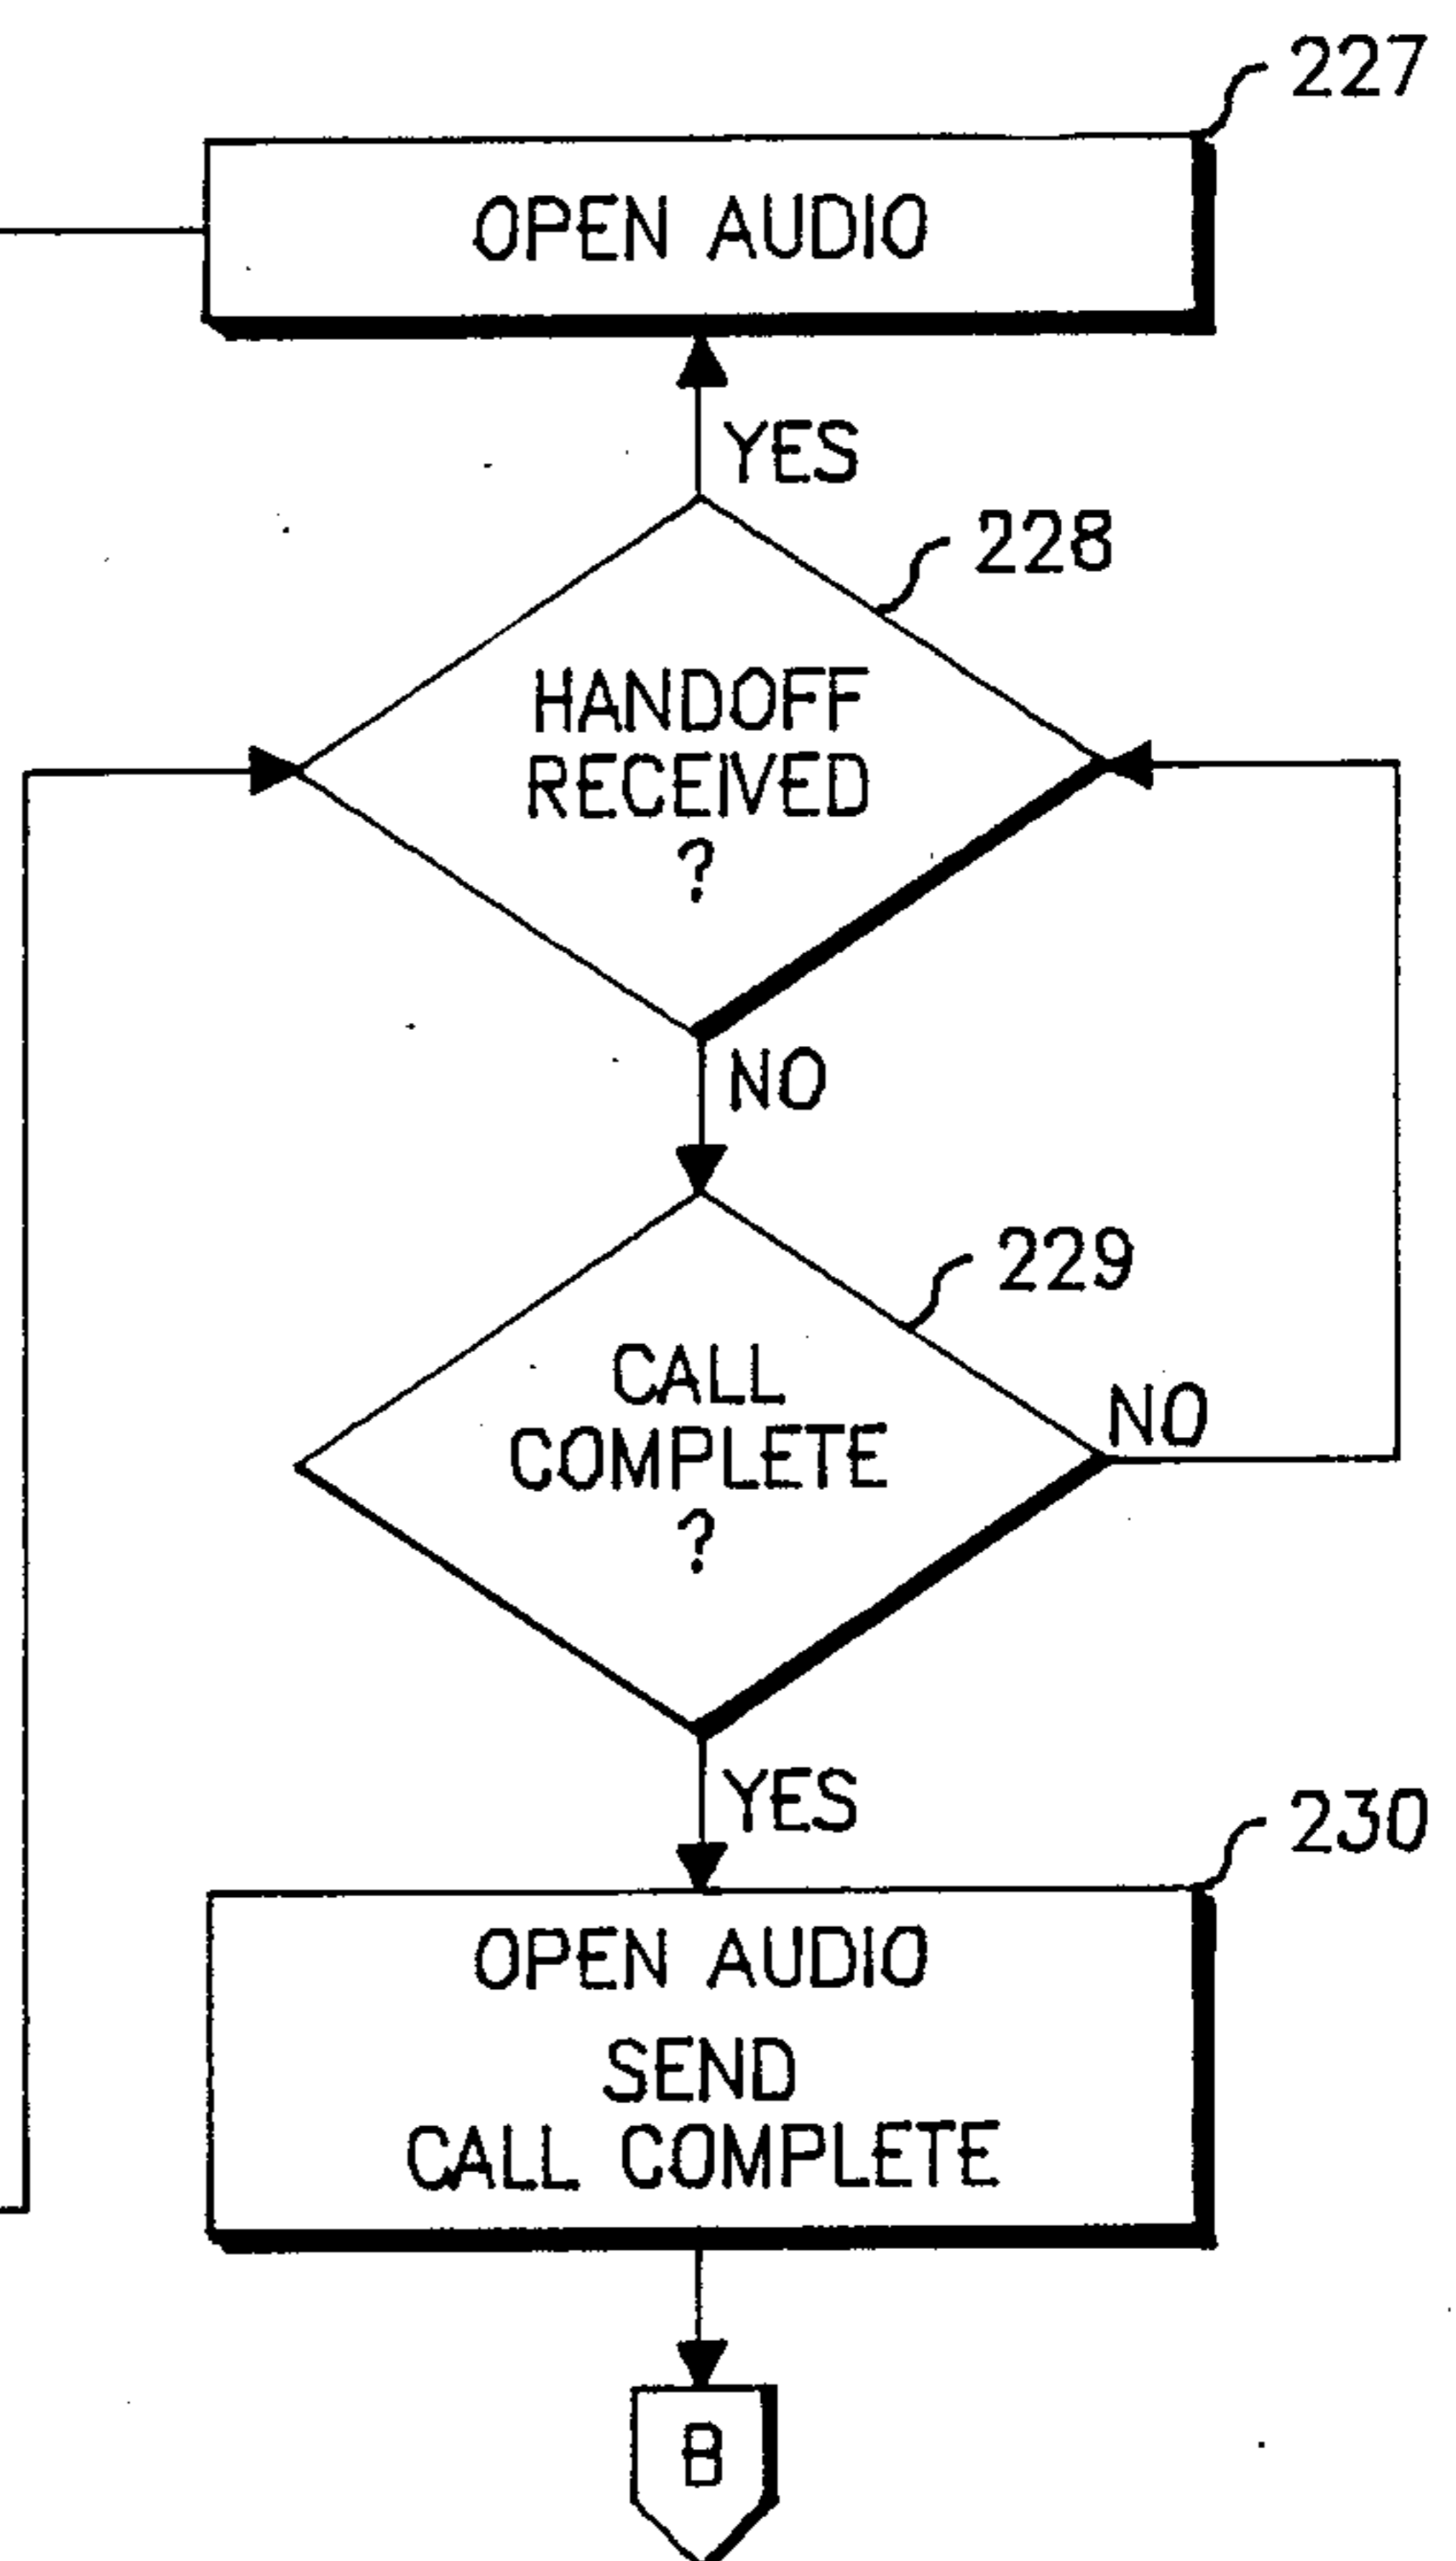 227
OPEN AUDIO
YES
228
HANDOFF
RECEIVED
?
NO
229
CALL
COMPLETE
?
NO
YES
230
OPEN AUDIO
SEND
CALL COMPLETE
B